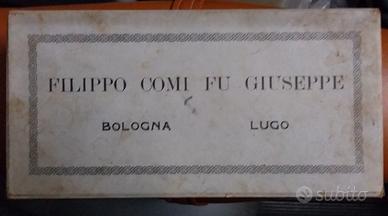 FILIPPO COMI FU GIUSEPPE
BOLOGNA LUGO
subito